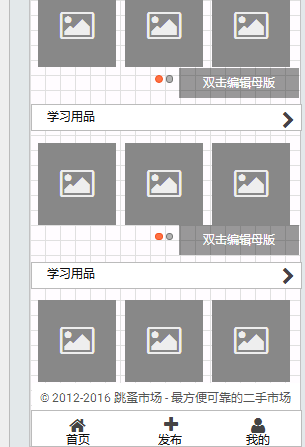 双击编辑母版
学习用品
双击编辑母版
学习用品
© 2012-2016 跳蚤市场 - 最方便可靠的二手市场
首页 发布 我的